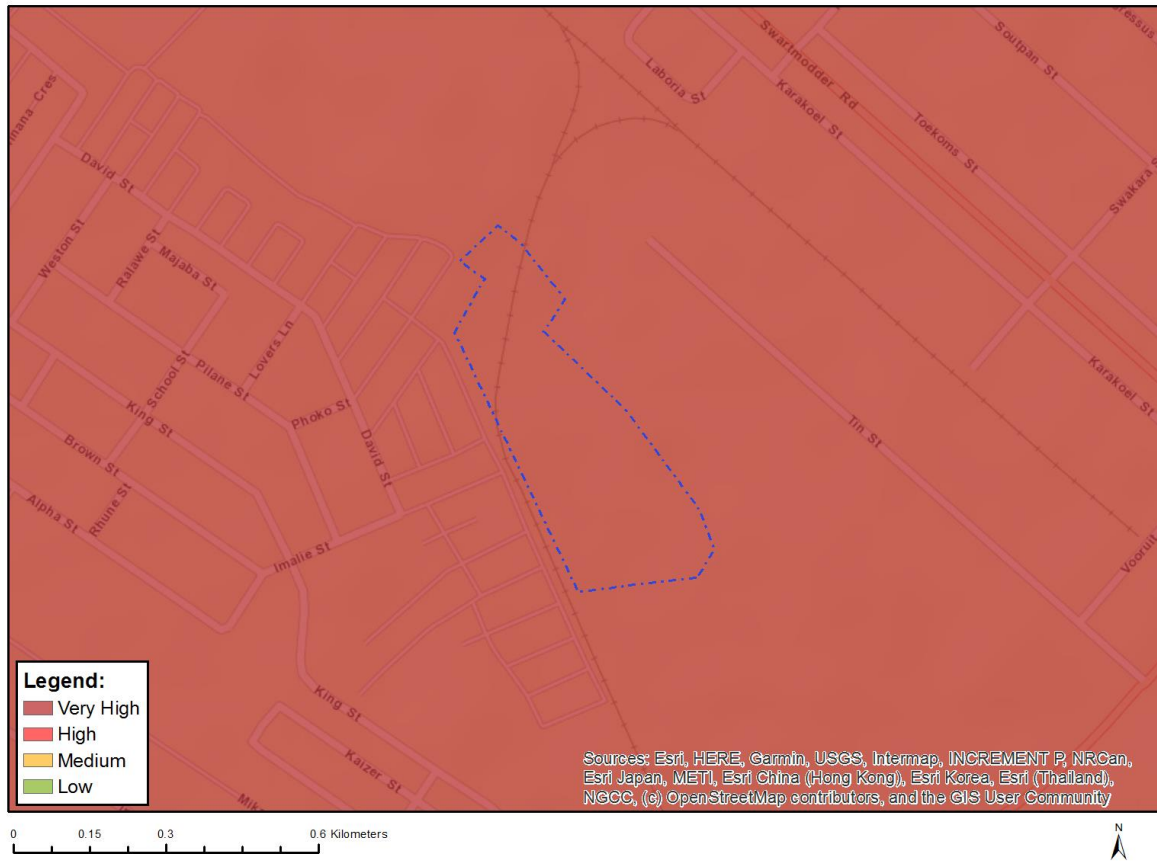 Laboria St
Swartmodder Rd
Karakoel St
Toekoms St
Soutpan St
Swakara
David St
Weston St
Ralawe St
Majaba St
Lovers Ln
School St
Pilane St
Phoko St
King St
Brown St
Rhune St
Alpha St
David St
Imalie St
Tin St
Karakoel St
King St
Kaizer St
Legend:
Very High
High
Medium
Low
Sources: Esri, HERE, Garmin, USGS, Intermap, INCREMENT P, NRCan,
Esri Japan, METI, Esri China (Hong Kong), Esri Korea, Esri (Thailand),
NGCC, (c) OpenStreetMap contributors, and the GIS User Community
0 0.15 0.3 0.6 Kilometers
N